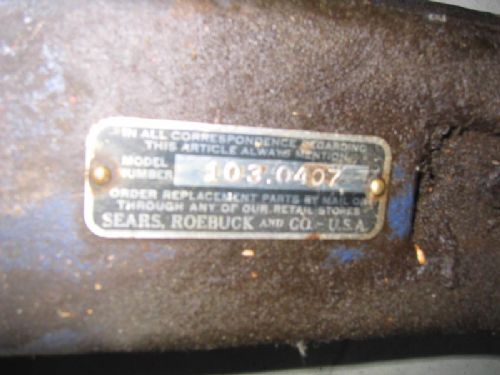 IN ALL CORRESPONDENCE REGARDING
THIS ARTICLE ALWAYS MENTION
MODEL
NUMBER 103.0407
ORDER REPLACEMENT PARTS BY MAIL OR
THROUGH ANY OF OUR RETAIL STORES
SEARS, ROEBUCK AND CO. - U.S.A.